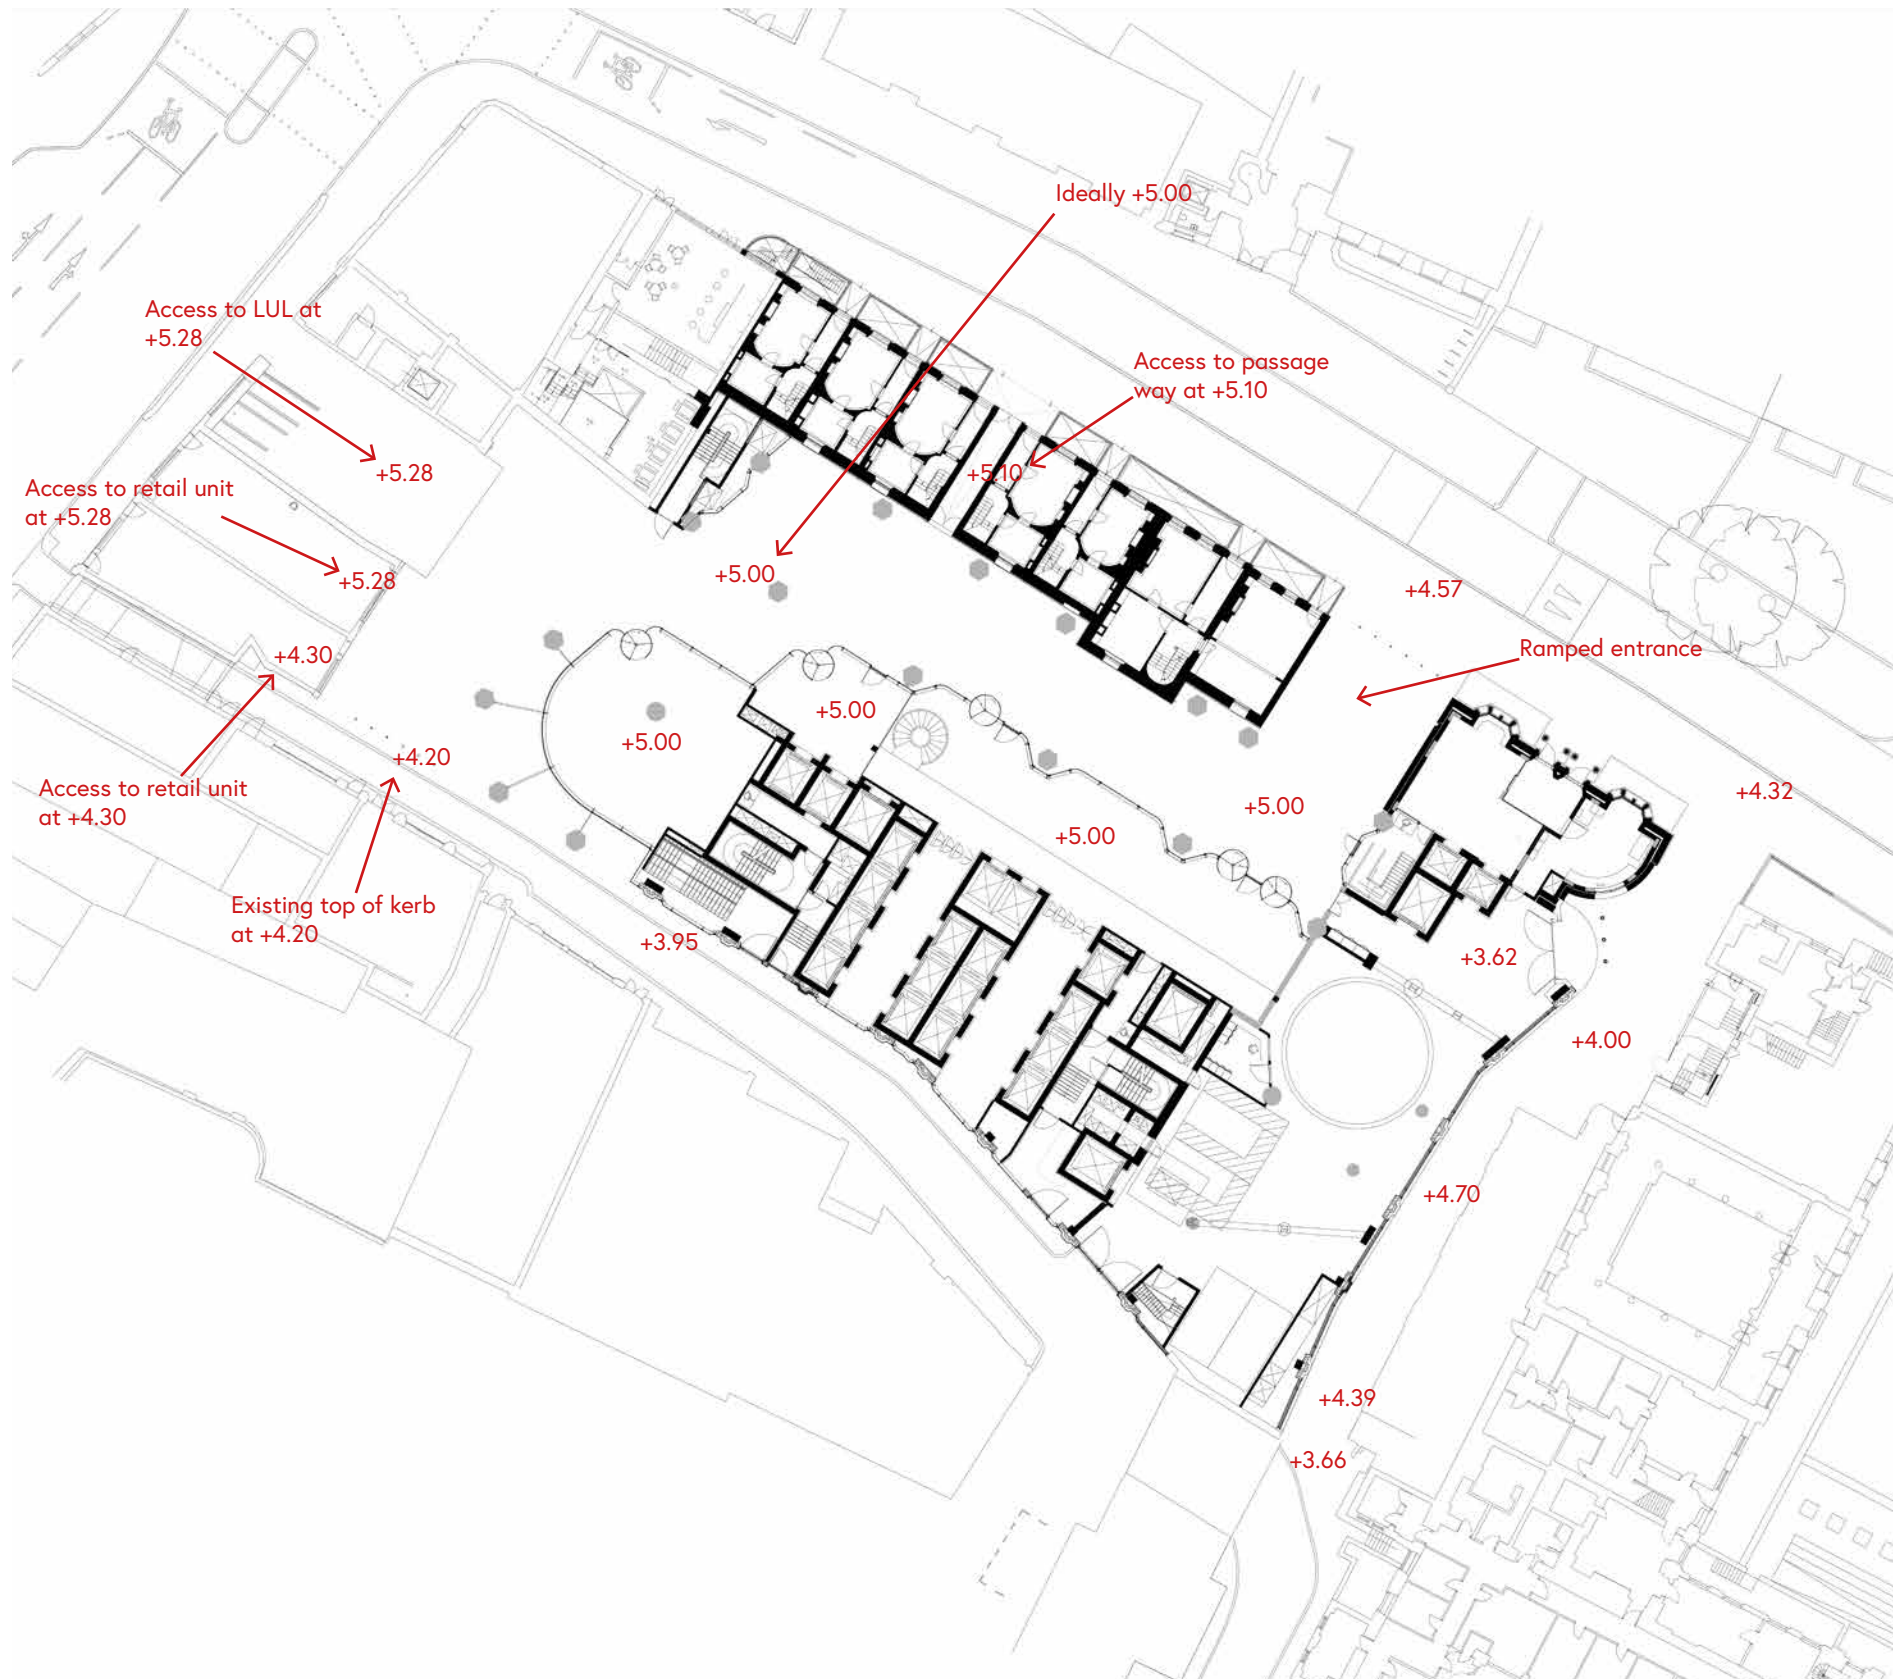 Ideally +5.00
Access to LUL at
+5.28
Access to passage
way at +5.10
+5.28
+5.10
Access to retail unit
at +5.28
+5.00
+5.28
+4.57
Ramped entrance
+4.30
+5.00
+5.00
+4.20
Access to retail unit
at +4.30
+5.00
+4.32
+5.00
Existing top of kerb
at +4.20
+3.95
+3.62
+4.00
+4.70
+4.39
+3.66